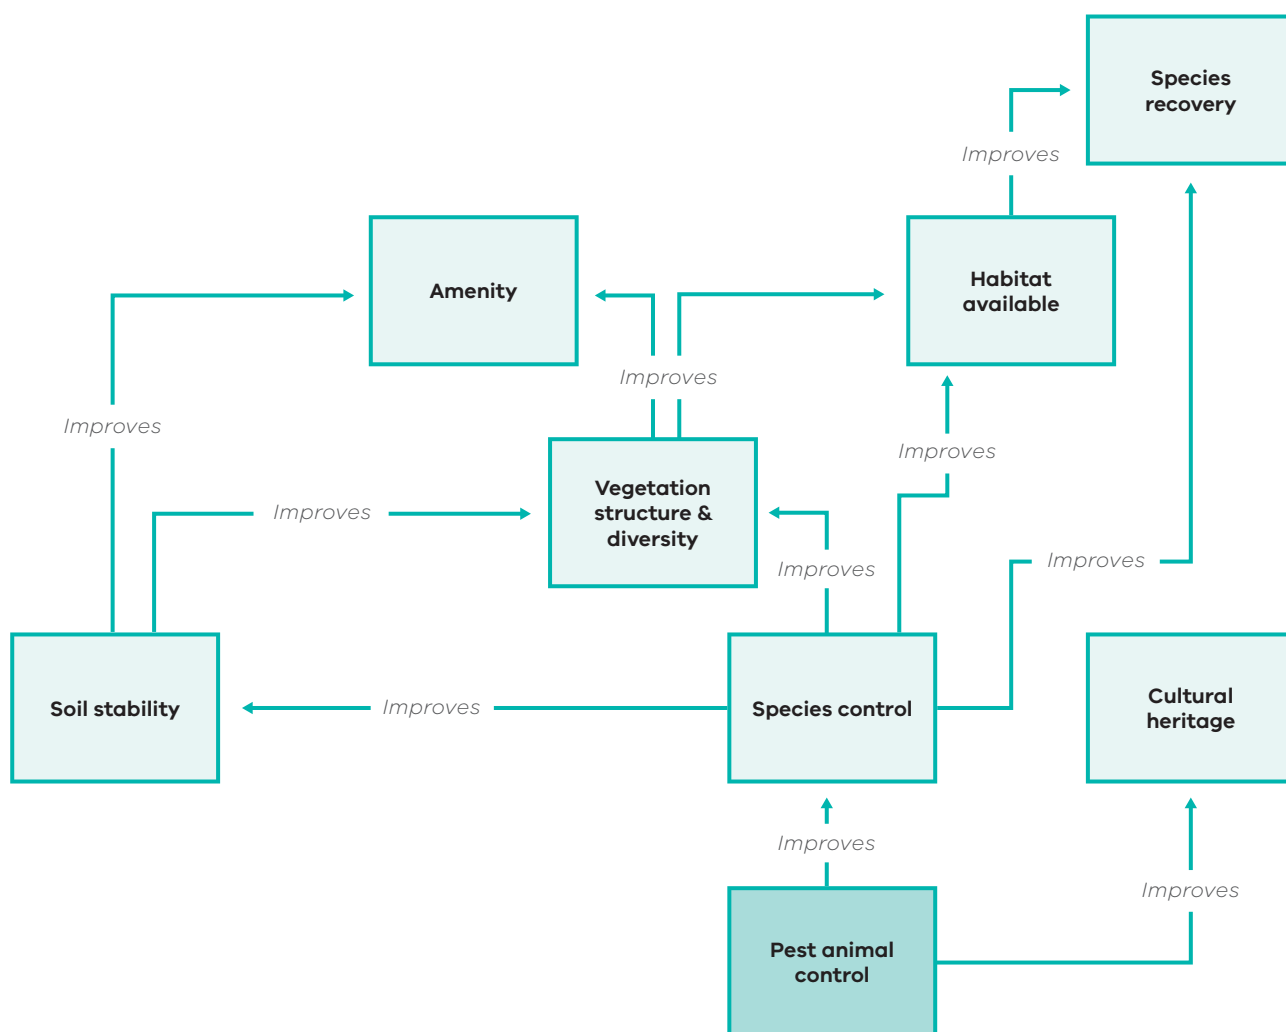 Species
recovery
Improves
Amenity
Habitat
available
Improves
Improves
Improves
Vegetation
structure &
diversity
Improves
Improves
Improves
Soil stability
Improves
Species control
Improves
Cultural
heritage
Improves
Improves
Pest animal
control